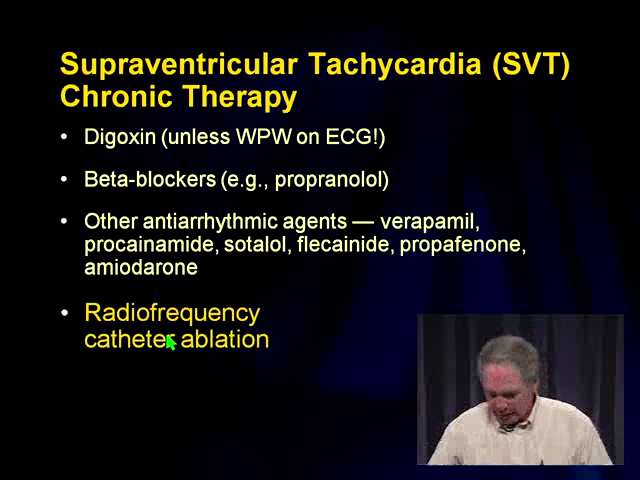 Supraventricular Tachycardia (SVT)
Chronic Therapy
• Digoxin (unless WPW on ECG!)
• Beta-blockers (e.g., propranolol)
• Other antiarrhythmic agents — verapamil,
procainamide, sotalol, flecainide, propafenone,
amiodarone
• Radiofrequency
catheter ablation